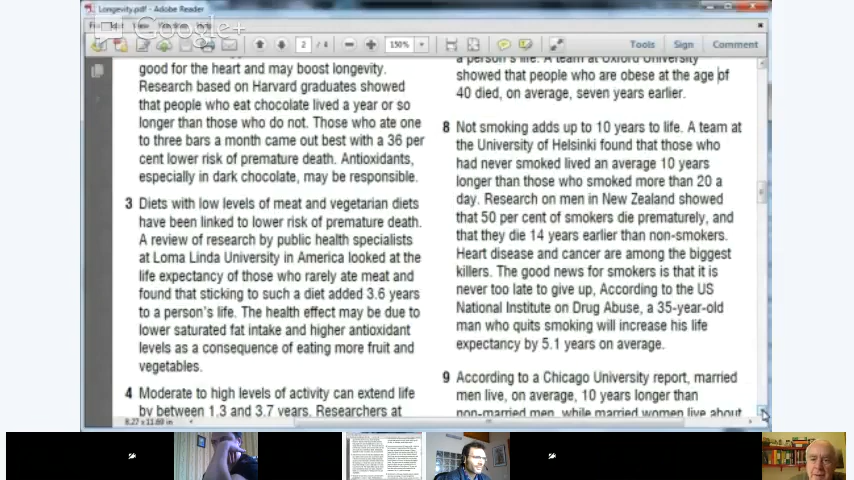 Longevity.pdf - Adobe Reader
Google+
2 / 4
150%
Tools
Sign
Comment
good for the heart and may boost longevity.
Research based on Harvard graduates showed
that people who eat chocolate lived a year or so
longer than those who do not. Those who ate one
to three bars a month came out best with a 36 per
cent lower risk of premature death. Antioxidants,
especially in dark chocolate, may be responsible.
3 Diets with low levels of meat and vegetarian diets
have been linked to lower risk of premature death.
A review of research by public health specialists
at Loma Linda University in America looked at the
life expectancy of those who rarely ate meat and
found that sticking to such a diet added 3.6 years
to a person's life. The health effect may be due to
lower saturated fat intake and higher antioxidant
levels as a consequence of eating more fruit and
vegetables.
4 Moderate to high levels of activity can extend life
by between 1.3 and 3.7 years. Researchers at
a person's life. A team at Oxford University
showed that people who are obese at the age of
40 died, on average, seven years earlier.
8 Not smoking adds up to 10 years to life. A team at
the University of Helsinki found that those who
had never smoked lived an average 10 years
longer than those who smoked more than 20 a
day. Research on men in New Zealand showed
that 50 per cent of smokers die prematurely, and
that they die 14 years earlier than non-smokers.
Heart disease and cancer are among the biggest
killers. The good news for smokers is that it is
never too late to give up, According to the US
National Institute on Drug Abuse, a 35-year-old
man who quits smoking will increase his life
expectancy by 5.1 years on average.
9 According to a Chicago University report, married
men live, on average, 10 years longer than
non-married men, while married women live about
8.27 x 11.69 in